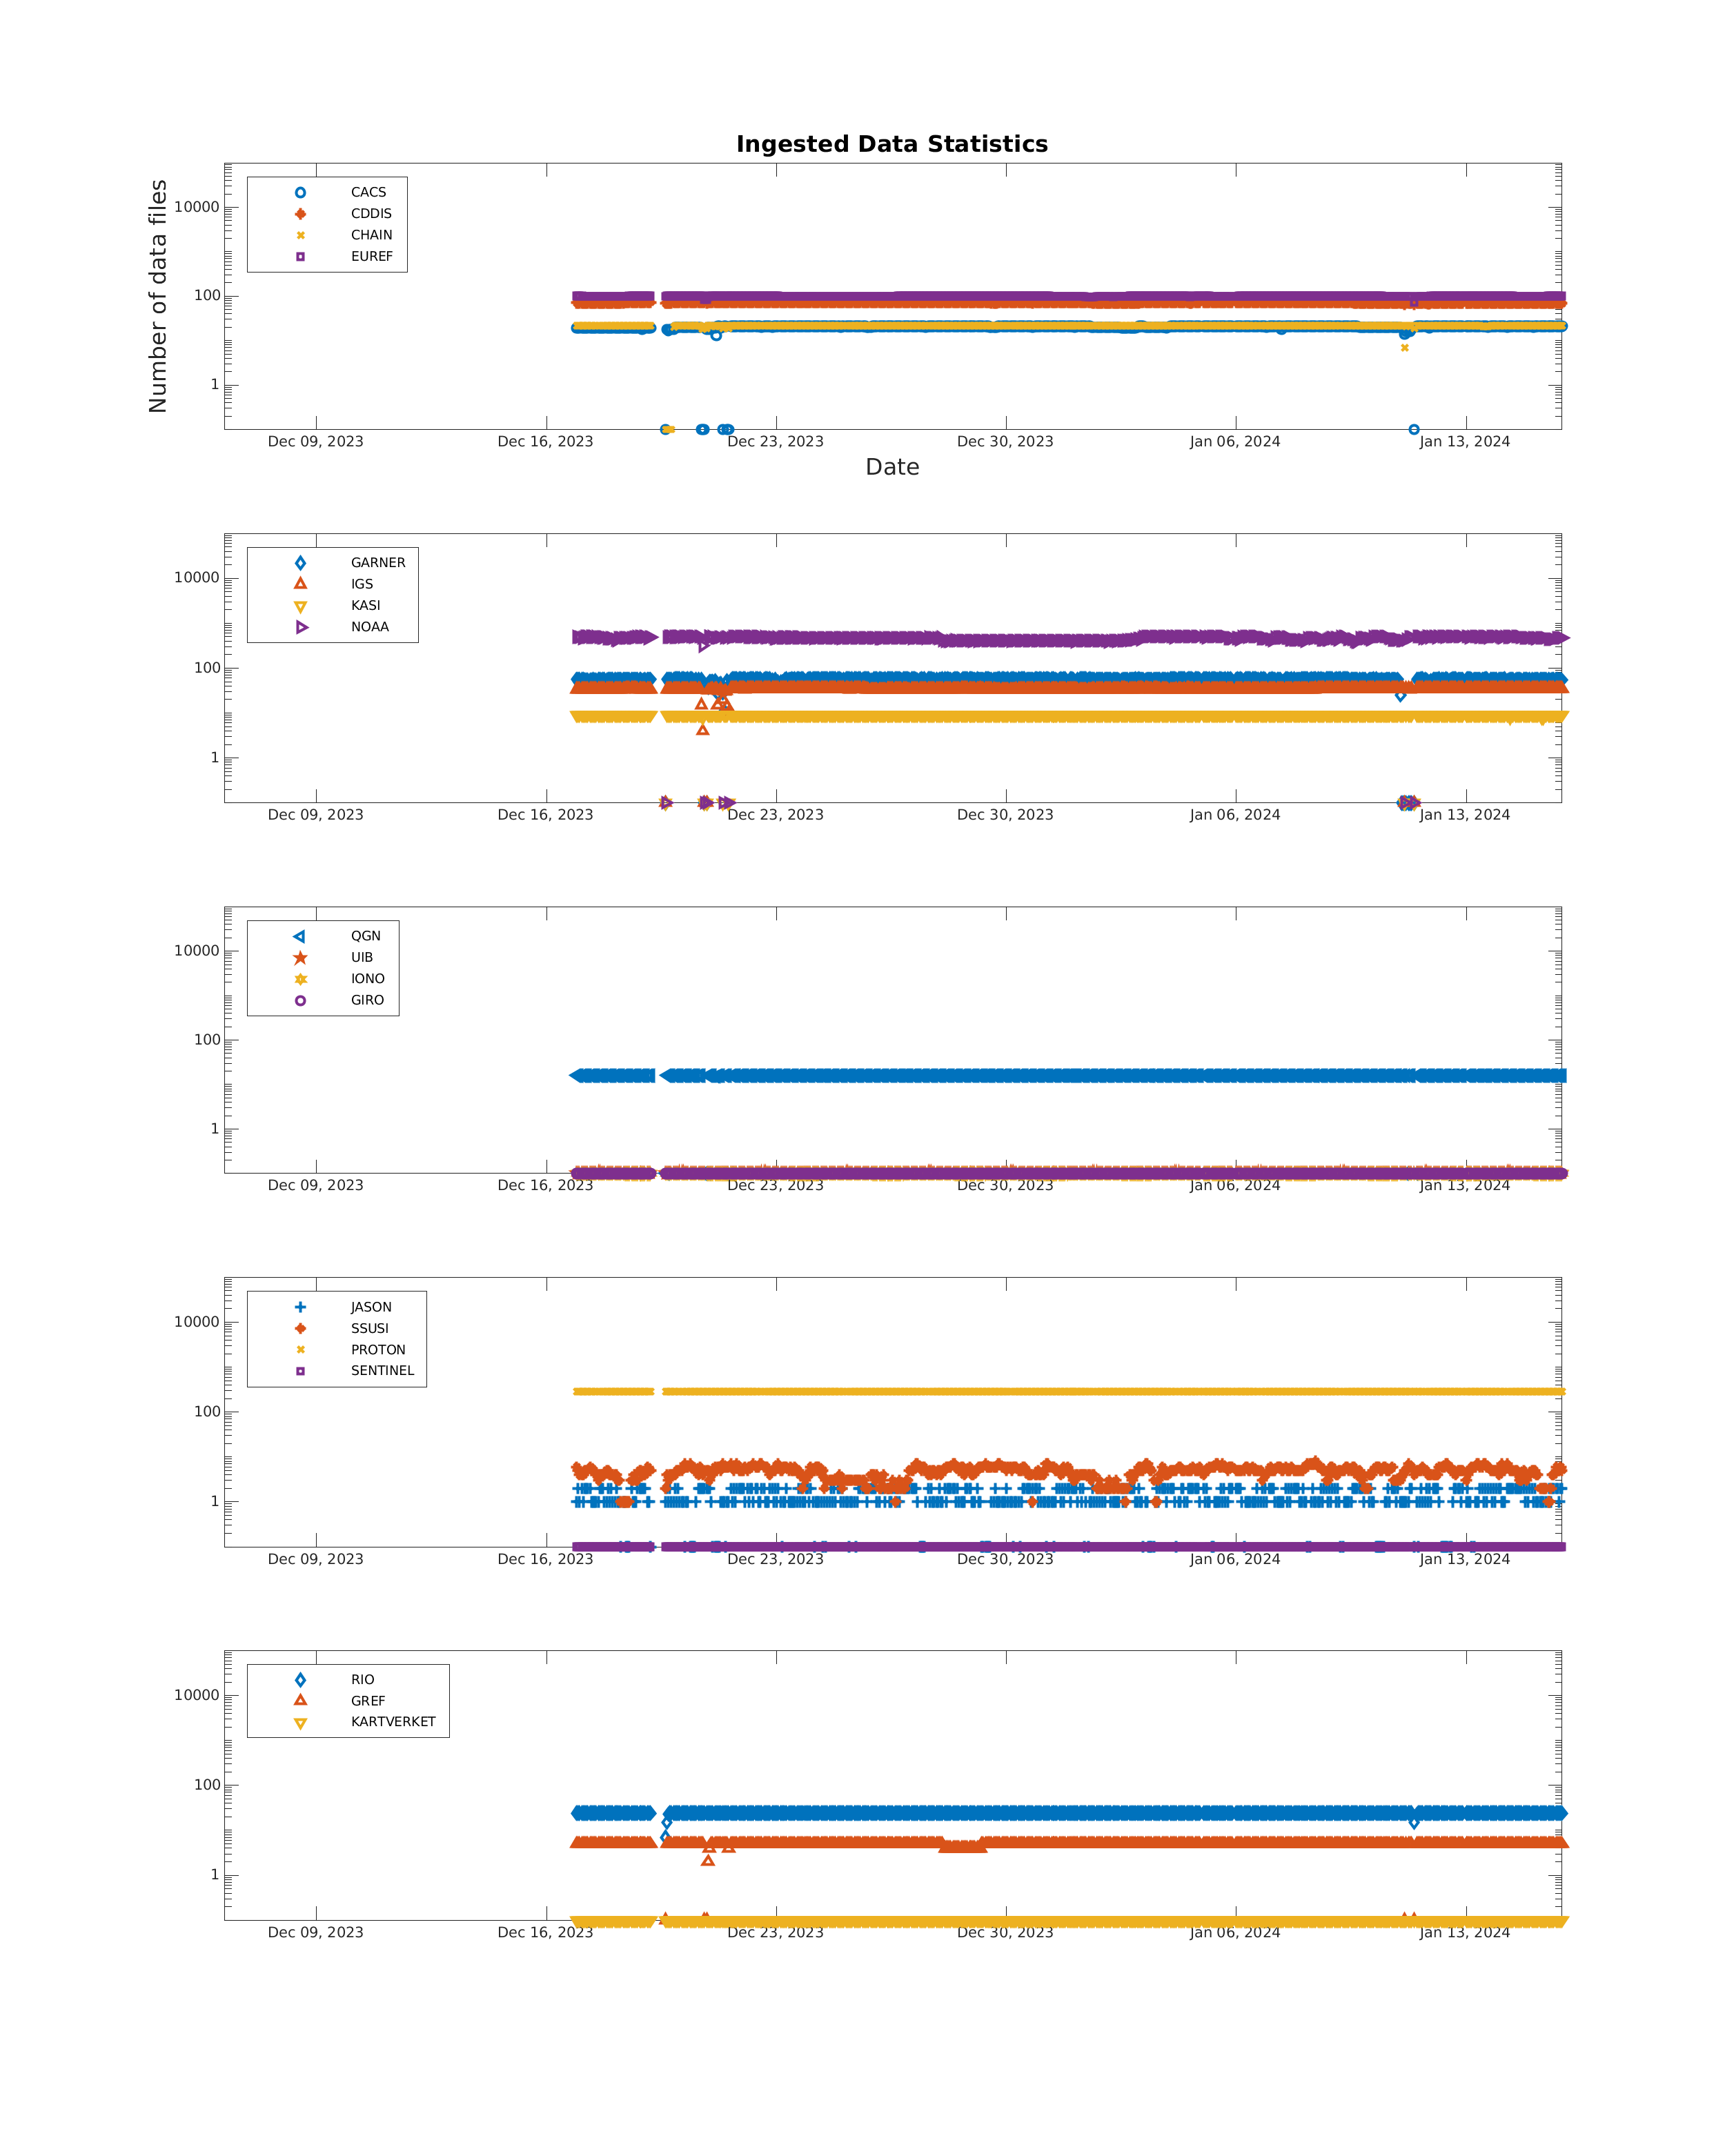 Ingested Data Statistics
Number of data files
10000
100
1
CACS
CDDIS
CHAIN
EUREF
Dec 09, 2023 Dec 16, 2023 Dec 23, 2023 Dec 30, 2023 Jan 06, 2024 Jan 13, 2024
Date
10000
100
1
GARNER
IGS
KASI
NOAA
Dec 09, 2023 Dec 16, 2023 Dec 23, 2023 Dec 30, 2023 Jan 06, 2024 Jan 13, 2024
10000
100
1
QGN
UIB
IONO
GIRO
Dec 09, 2023 Dec 16, 2023 Dec 23, 2023 Dec 30, 2023 Jan 06, 2024 Jan 13, 2024
10000
100
1
JASON
SSUSI
PROTON
SENTINEL
Dec 09, 2023 Dec 16, 2023 Dec 23, 2023 Dec 30, 2023 Jan 06, 2024 Jan 13, 2024
10000
100
1
RIO
GREF
KARTVERKET
Dec 09, 2023 Dec 16, 2023 Dec 23, 2023 Dec 30, 2023 Jan 06, 2024 Jan 13, 2024